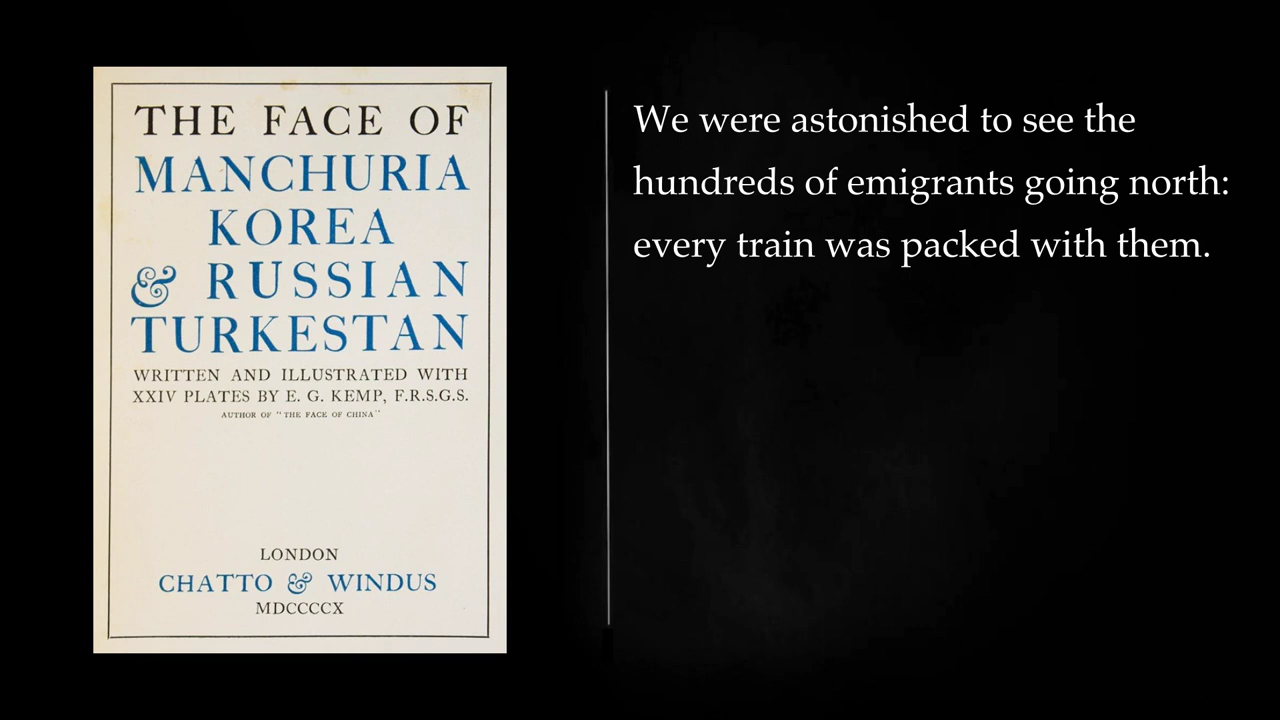 THE FACE OF
MANCHURIA
KOREA
& RUSSIAN
TURKESTAN
WRITTEN AND ILLUSTRATED WITH
XXIV PLATES BY E. G. KEMP, F.R.S.G.S.
AUTHOR OF "THE FACE OF CHINA"
LONDON
CHATTO & WINDUS
MDCCCCX
We were astonished to see the
hundreds of emigrants going north:
every train was packed with them.